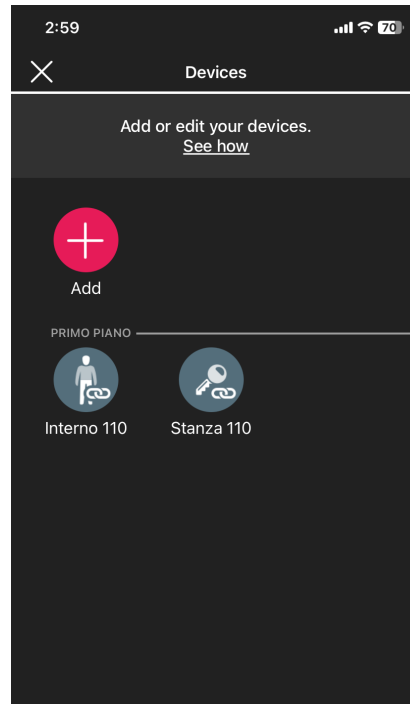 2:59
70
Devices
Add or edit your devices.
See how
Add
PRIMO PIANO
Interno 110
Stanza 110